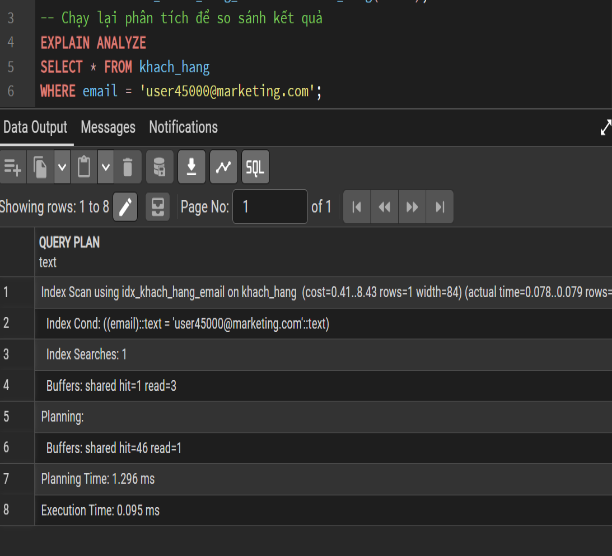 3 -- Chạy lại phân tích để so sánh kết quả
4 EXPLAIN ANALYZE
5 SELECT * FROM khach_hang
6 WHERE email = 'user45000@marketing.com';
Data Output Messages Notifications
SQL
Showing rows: 1 to 8 Page No: 1 of 1
QUERY PLAN
text
1 Index Scan using idx_khach_hang_email on khach_hang (cost=0.41..8.43 rows=1 width=84) (actual time=0.078..0.079 rows=
2 Index Cond: ((email)::text = 'user45000@marketing.com'::text)
3 Index Searches: 1
4 Buffers: shared hit=1 read=3
5 Planning:
6 Buffers: shared hit=46 read=1
7 Planning Time: 1.296 ms
8 Execution Time: 0.095 ms